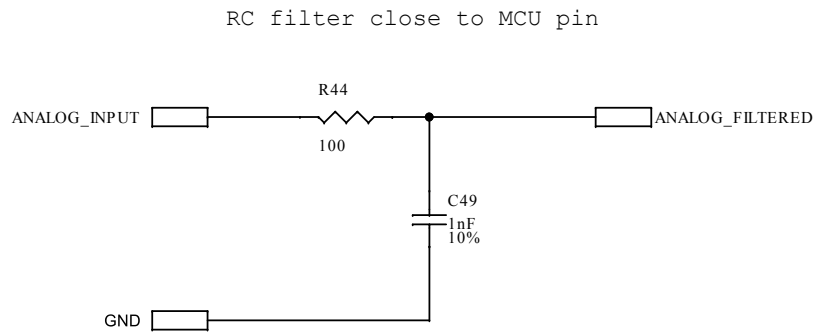 RC filter close to MCU pin
R44
ANALOG_INPUT
ANALOG_FILTERED
100
C49
1nF
10%
GND